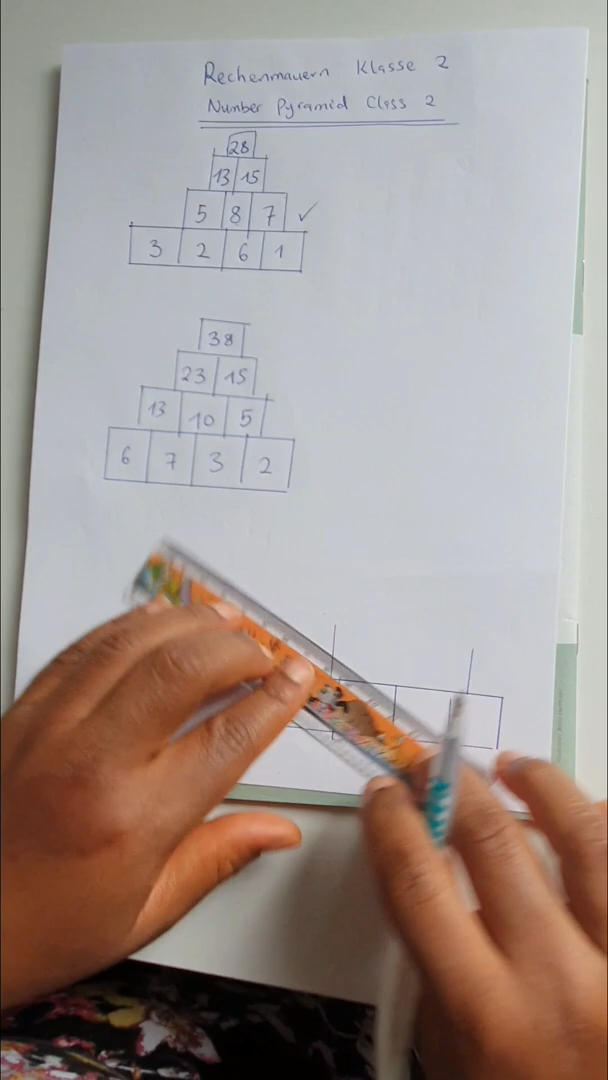 Rechenmauern Klasse 2
Number Pyramid Class 2
28
13 15
5 8 7 ✓
3 2 6 1
38
23 15
13 10 5
6 7 3 2